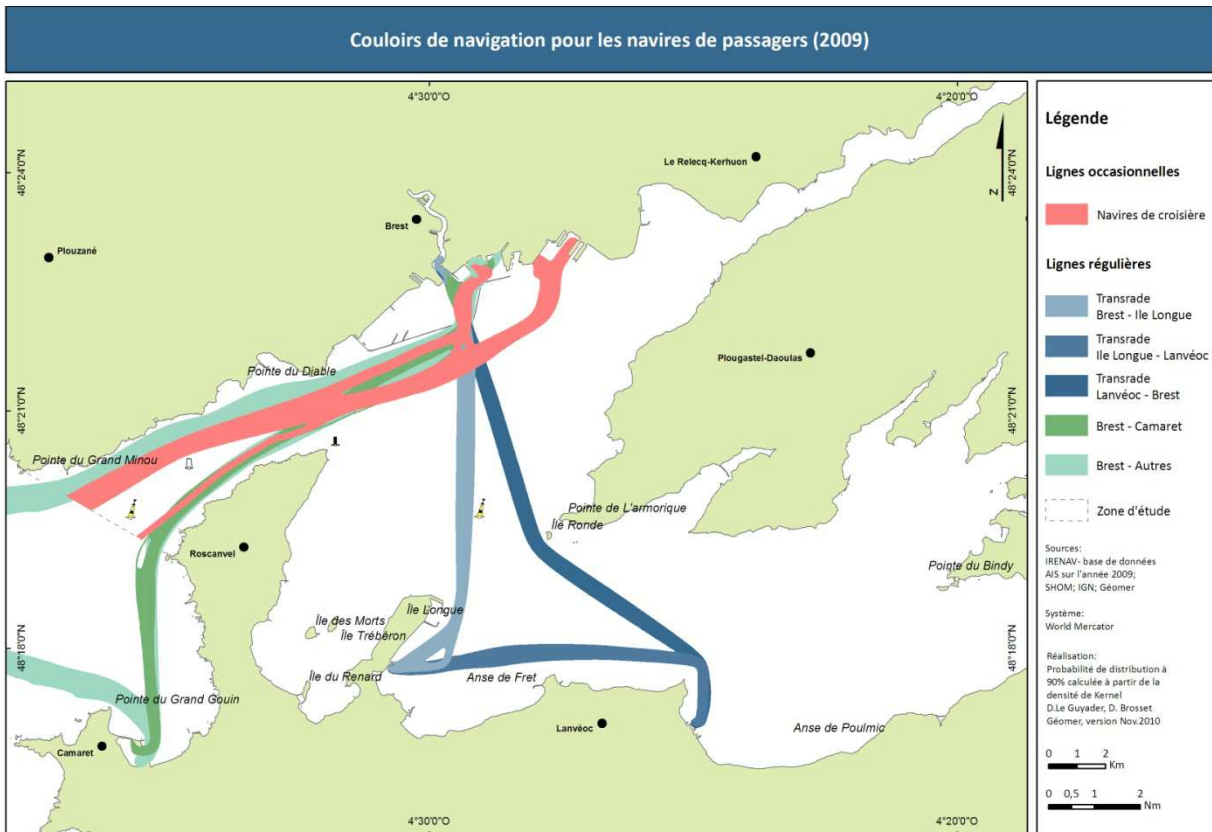 Couloirs de navigation pour les navires de passagers (2009)
4°30'0"O
4°20'0"O
48°24'0"N
48°24'0"N
Le Relecq-Kerhuon
Brest
Plouzané
Plougastel-Daoulas
Pointe du Diable
48°21'0"N
48°21'0"N
Pointe du Grand Minou
Pointe de L'armorique
Île Ronde
Roscanvel
Pointe du Bindy
Île Longue
Île des Morts
Île Trébéron
48°18'0"N
48°18'0"N
Île du Renard
Anse de Fret
Pointe du Grand Gouin
Lanvéoc
Anse de Poulmic
Camaret
4°30'0"O
4°20'0"O
N
Légende
Lignes occasionnelles
Navires de croisière
Lignes régulières
Transrade
Brest - Ile Longue
Transrade
Ile Longue - Lanvéoc
Transrade
Lanvéoc - Brest
Brest - Camaret
Brest - Autres
Zone d'étude
Sources:
IRENAV- base de données
AIS sur l'année 2009;
SHOM; IGN; Géomer
Système:
World Mercator
Réalisation:
Probabilité de distribution à
90% calculée à partir de la
densité de Kernel
D.Le Guyader, D. Brosset
Géomer, version Nov.2010
0 1 2
Km
0 0,5 1 2
Nm